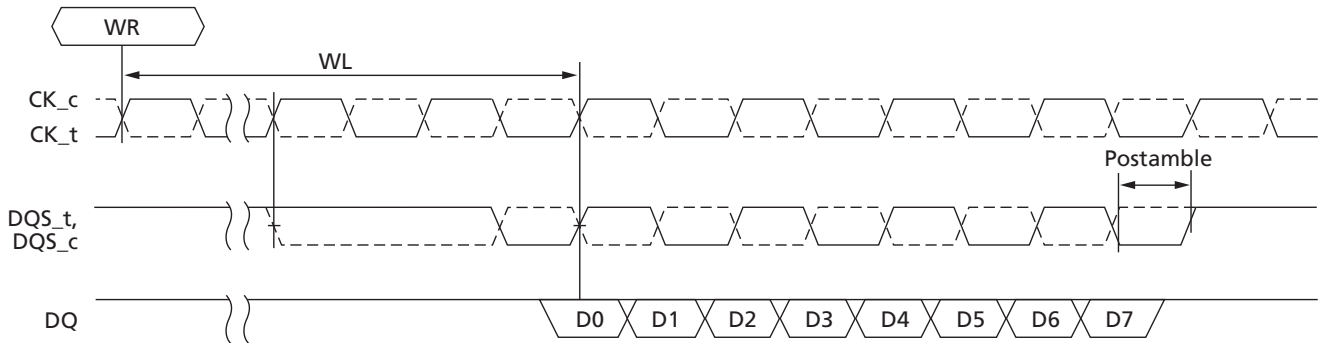 WR
WL
CK_c
CK_t
Postamble
DQS_t,
DQS_c
DQ
D0 D1 D2 D3 D4 D5 D6 D7